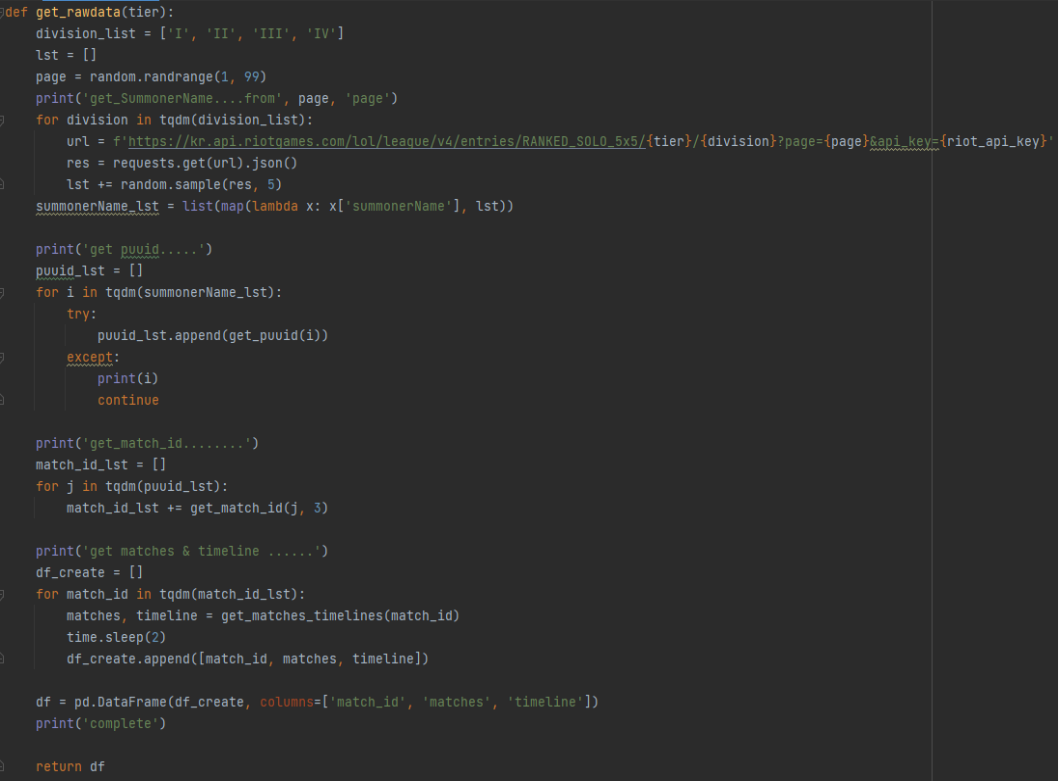 def get_rawdata(tier):
    division_list = ['I', 'II', 'III', 'IV']
    lst = []
    page = random.randrange(1, 99)
    print('get_SummonerName....from', page, 'page')
    for division in tqdm(division_list):
        url = f'https://kr.api.riotgames.com/lol/league/v4/entries/RANKED_SOLO_5x5/{tier}/{division}?page={page}&api_key={riot_api_key}'
        res = requests.get(url).json()
        lst += random.sample(res, 5)
    summonerName_lst = list(map(lambda x: x['summonerName'], lst))

    print('get puuid.....')
    puuid_lst = []
    for i in tqdm(summonerName_lst):
        try:
            puuid_lst.append(get_puuid(i))
        except:
            print(i)
            continue

    print('get_match_id........')
    match_id_lst = []
    for j in tqdm(puuid_lst):
        match_id_lst += get_match_id(j, 3)

    print('get matches & timeline ......')
    df_create = []
    for match_id in tqdm(match_id_lst):
        matches, timeline = get_matches_timelines(match_id)
        time.sleep(2)
        df_create.append([match_id, matches, timeline])

    df = pd.DataFrame(df_create, columns=['match_id', 'matches', 'timeline'])
    print('complete')

    return df